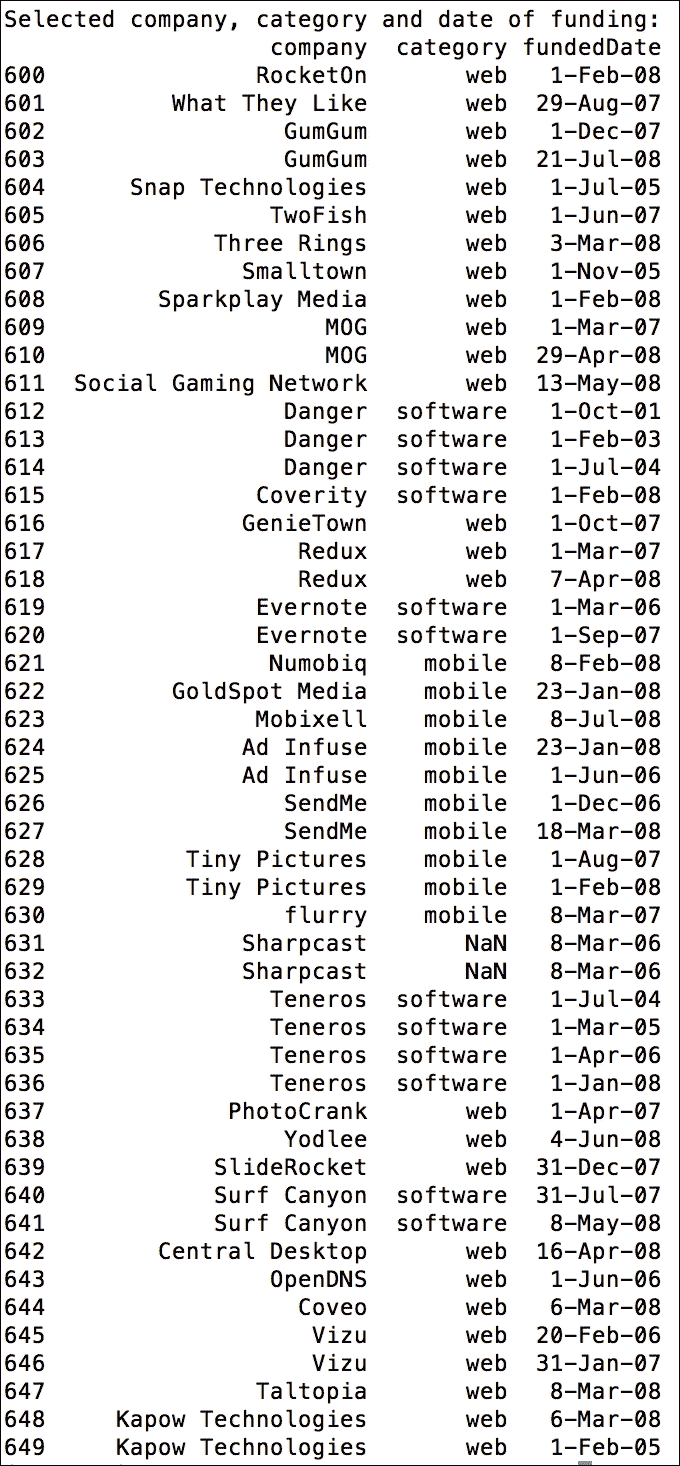 Selected company, category and date of funding:
company category fundedDate
600 RocketOn web 1-Feb-08
601 What They Like web 29-Aug-07
602 GumGum web 1-Dec-07
603 GumGum web 21-Jul-08
604 Snap Technologies web 1-Jul-05
605 TwoFish web 1-Jun-07
606 Three Rings web 3-Mar-08
607 Smalltown web 1-Nov-05
608 Sparkplay Media web 1-Feb-08
609 MOG web 1-Mar-07
610 MOG web 29-Apr-08
611 Social Gaming Network web 13-May-08
612 Danger software 1-Oct-01
613 Danger software 1-Feb-03
614 Danger software 1-Jul-04
615 Coverity software 1-Feb-08
616 GenieTown web 1-Oct-07
617 Redux web 1-Mar-07
618 Redux web 7-Apr-08
619 Evernote software 1-Mar-06
620 Evernote software 1-Sep-07
621 Numobiq mobile 8-Feb-08
622 GoldSpot Media mobile 23-Jan-08
623 Mobixell mobile 8-Jul-08
624 Ad Infuse mobile 23-Jan-08
625 Ad Infuse mobile 1-Jun-06
626 SendMe mobile 1-Dec-06
627 SendMe mobile 18-Mar-08
628 Tiny Pictures mobile 1-Aug-07
629 Tiny Pictures mobile 1-Feb-08
630 flurry mobile 8-Mar-07
631 Sharpcast NaN 8-Mar-06
632 Sharpcast NaN 8-Mar-06
633 Teneros software 1-Jul-04
634 Teneros software 1-Mar-05
635 Teneros software 1-Apr-06
636 Teneros software 1-Jan-08
637 PhotoCrank web 1-Apr-07
638 Yodlee web 4-Jun-08
639 SlideRocket web 31-Dec-07
640 Surf Canyon software 31-Jul-07
641 Surf Canyon software 8-May-08
642 Central Desktop web 16-Apr-08
643 OpenDNS web 1-Jun-06
644 Coveo web 6-Mar-08
645 Vizu web 20-Feb-06
646 Vizu web 31-Jan-07
647 Taltopia web 8-Mar-08
648 Kapow Technologies web 6-Mar-08
649 Kapow Technologies web 1-Feb-05